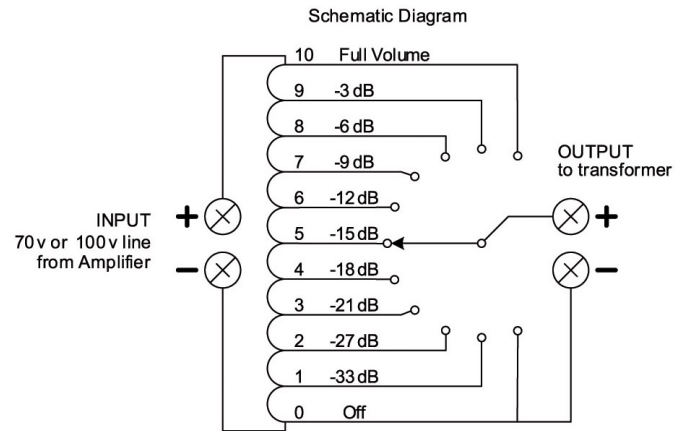 Schematic Diagram
10 Full Volume
9 -3 dB
8 -6 dB
7 -9 dB
6 -12 dB
5 -15 dB
4 -18 dB
3 -21 dB
2 -27 dB
1 -33 dB
0 Off
INPUT
70v or 100v line
from Amplifier
+
−
OUTPUT
to transformer
+
−